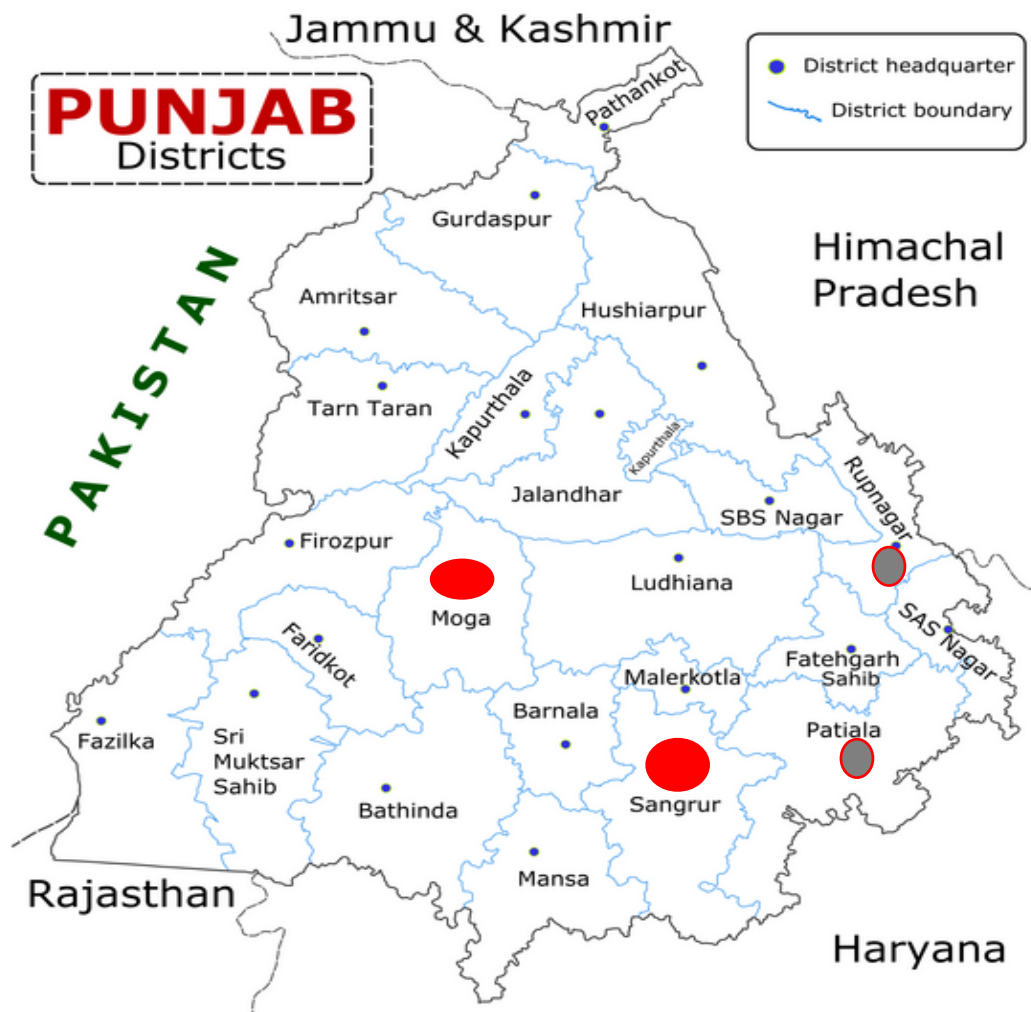 Jammu & Kashmir
PUNJAB
Districts
District headquarter
District boundary
Pathankot
Gurdaspur
Himachal
Pradesh
PAKISTAN
Amritsar
Hushiarpur
Tarn Taran
Kapurthala
Kapurthala
Jalandhar
SBS Nagar
Rupnagar
Firozpur
Ludhiana
Moga
Faridkot
SAS Nagar
Fatehgarh
Sahib
Malerkotla
Barnala
Patiala
Fazilka
Sri
Muktsar
Sahib
Bathinda
Sangrur
Mansa
Rajasthan
Haryana